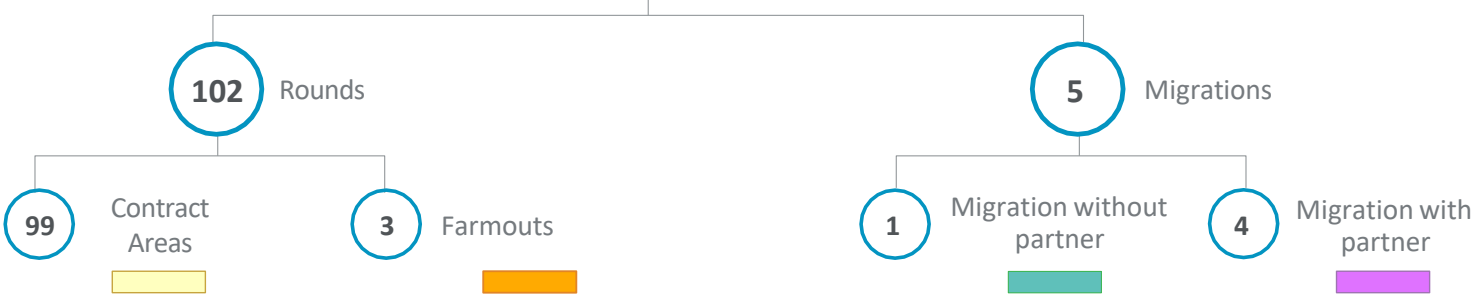 102 Rounds
5 Migrations
99 Contract
Areas
3 Farmouts
1 Migration without
partner
4 Migration with
partner